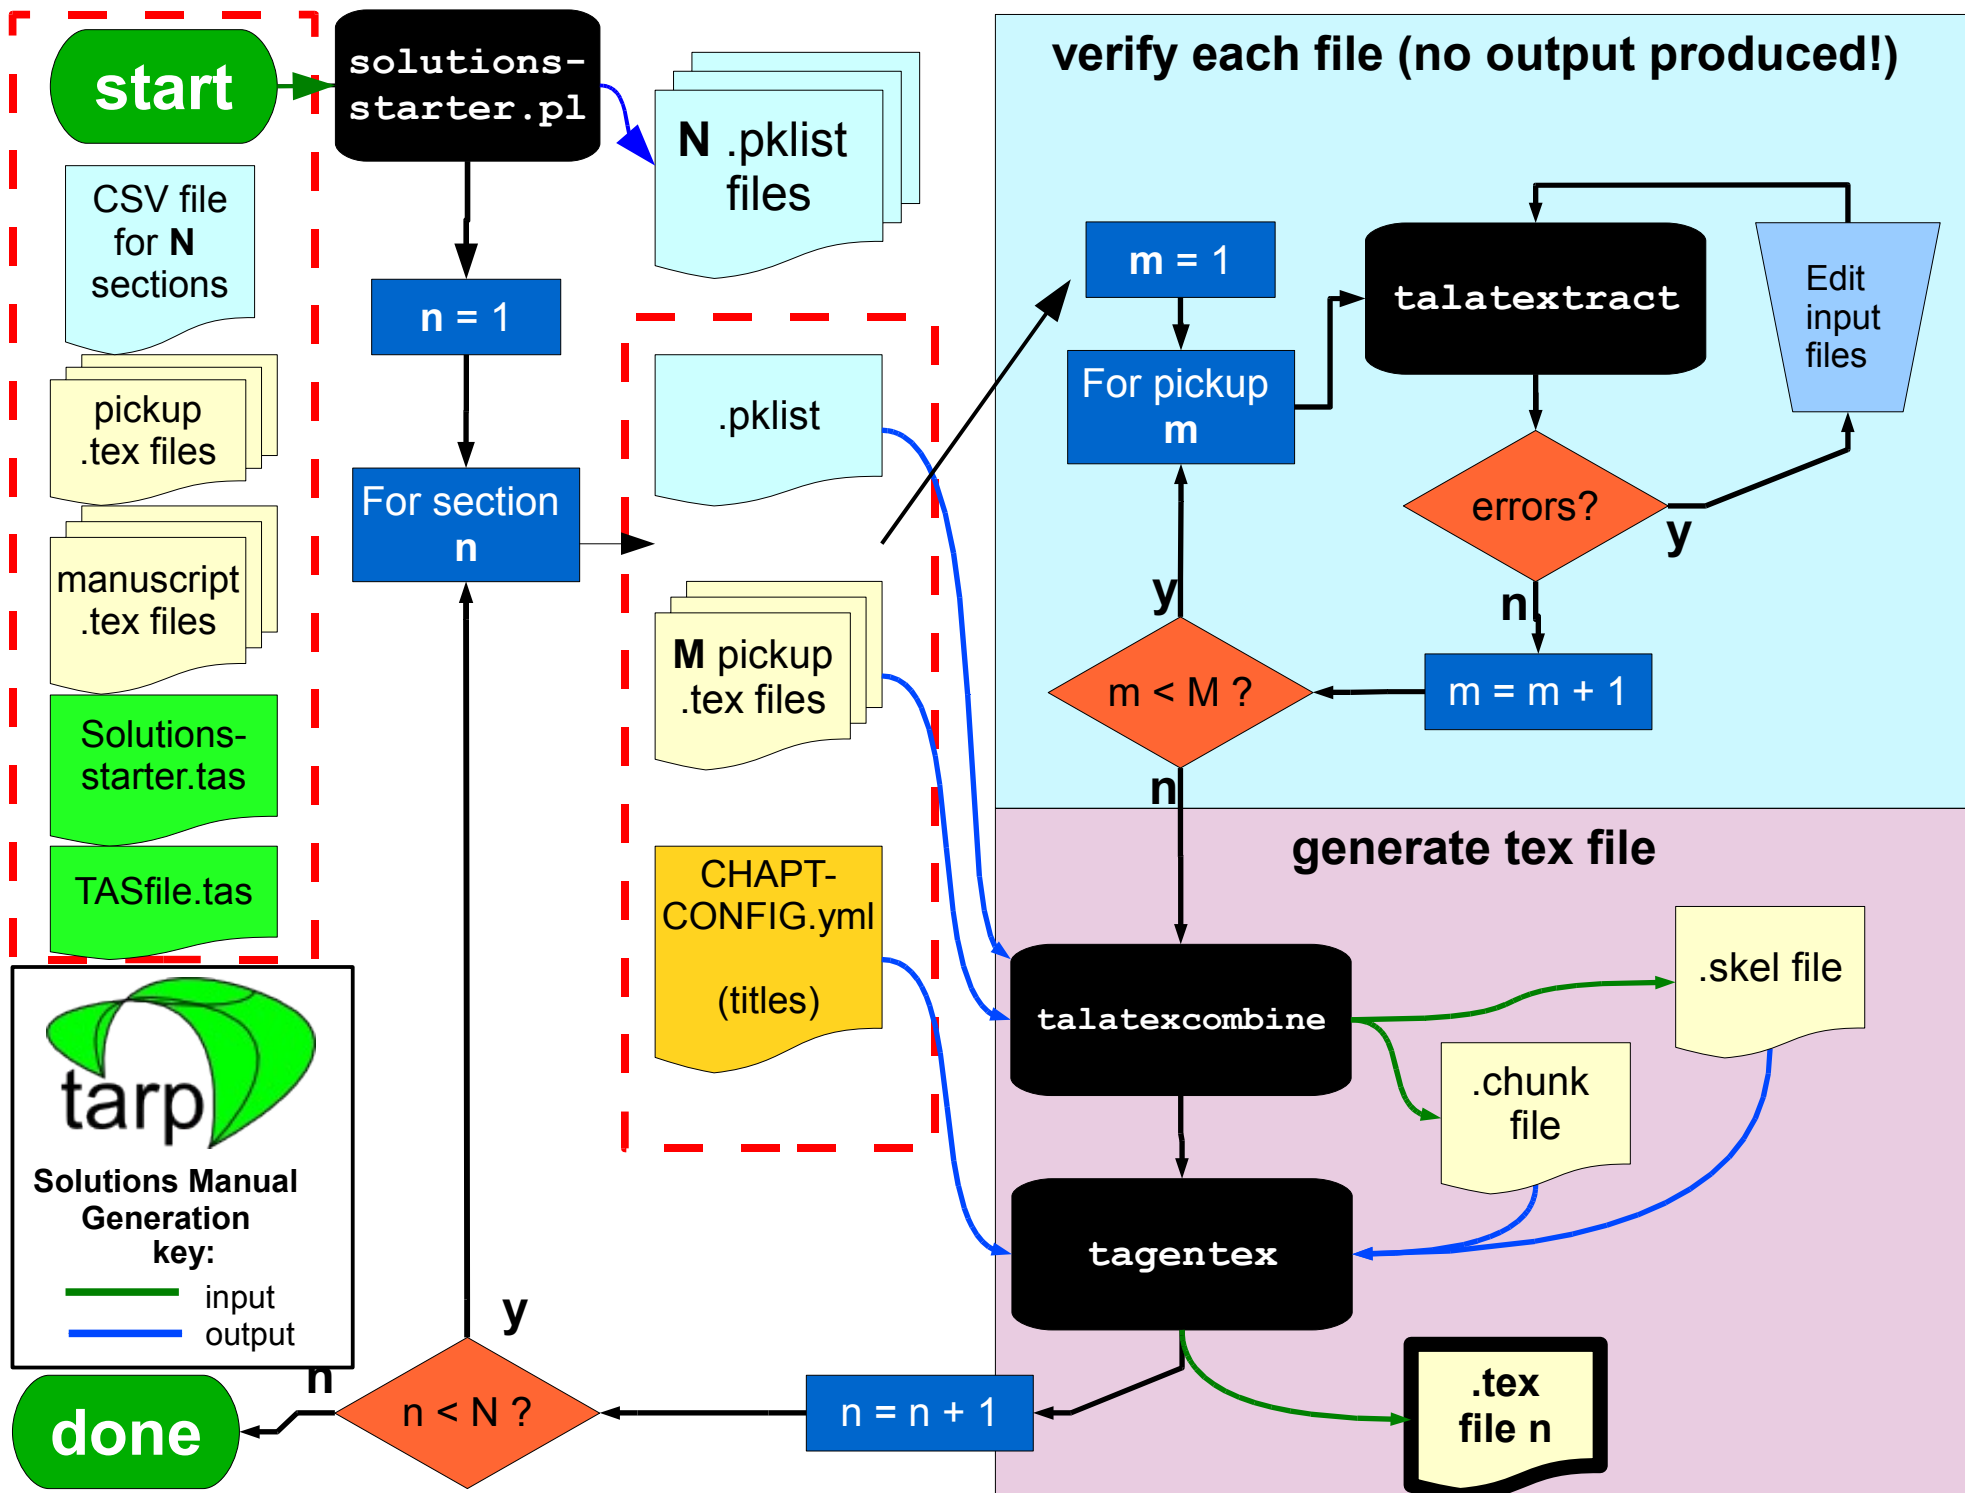 start
CSV file
for N
sections
pickup
.tex files
manuscript
.tex files
Solutions-
starter.tas
TASfile.tas
tarp
Solutions Manual
Generation
key:
input
output
solutions-
starter.pl
N .pklist
files
n = 1
For section
n
.pklist
M pickup
.tex files
CHAPT-
CONFIG.yml
(titles)
verify each file (no output produced!)
m = 1
For pickup
m
talatextract
Edit
input
files
errors?
y
n
m = m + 1
m < M ?
y
n
generate tex file
talatexcombine
.skel file
.chunk
file
tagentex
.tex
file n
n = n + 1
n < N ?
y
n
done